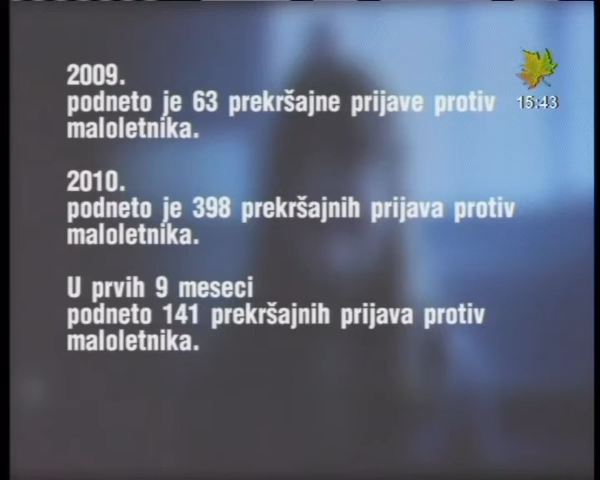 2009.
podneto je 63 prekršajne prijave protiv
maloletnika.
15:43
2010.
podneto je 398 prekršajnih prijava protiv
maloletnika.
U prvih 9 meseci
podneto 141 prekršajnih prijava protiv
maloletnika.